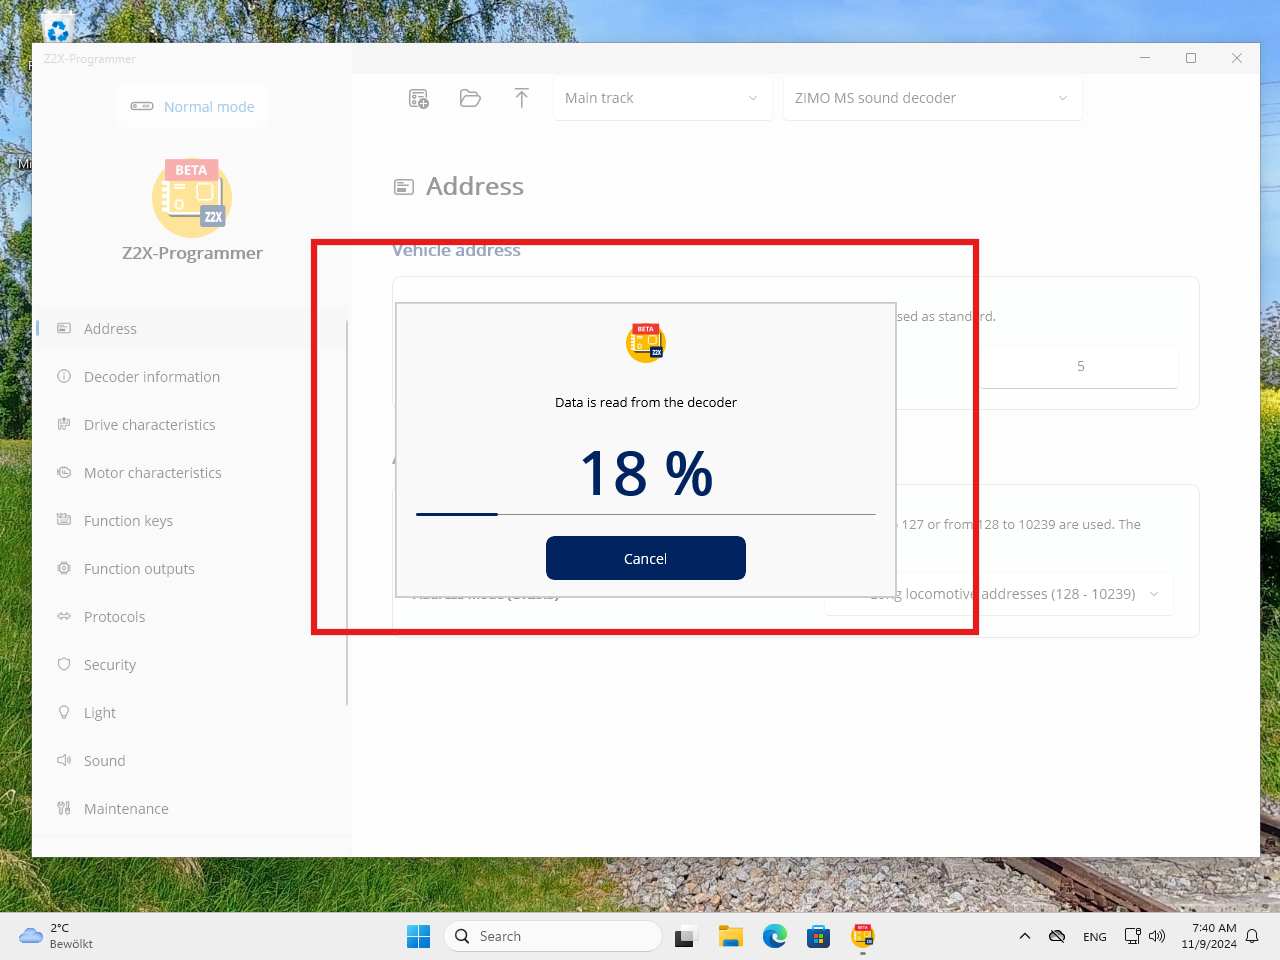 Z2X-Programmer
Normal mode
Main track
ZIMO MS sound decoder
BETA
Z2X
Z2X-Programmer
Address
Vehicle address
sed as standard.
5
BETA
Z2X
Data is read from the decoder
18 %
Cancel
127 or from 128 to 10239 are used. The
locomotive addresses (128 - 10239)
Address
Decoder information
Drive characteristics
Motor characteristics
Function keys
Function outputs
Protocols
Security
Light
Sound
Maintenance
2°C
Bewölkt
Search
BETA
ENG
7:40 AM
11/9/2024